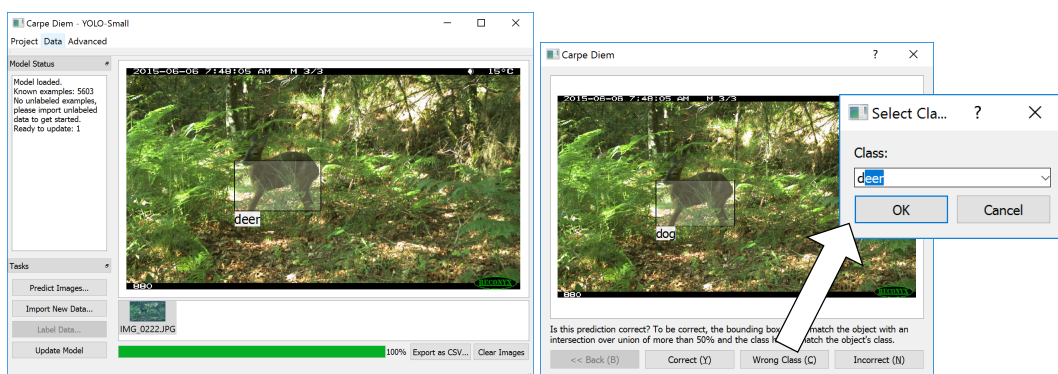 Carpe Diem - YOLO-Small
Project Data Advanced
Model Status
Model loaded.
Known examples: 5603
No unlabeled examples,
please import unlabeled
data to get started.
Ready to update: 1
Tasks
Predict Images...
Import New Data...
Label Data...
Update Model
2015-06-06 7:48:05 AM M 3/3 15°C
deer
880
RECONYX
IMG_0222.JPG
100% Export as CSV... Clear Images
Carpe Diem
2015-06-06 7:48:05 AM M 3/3
dog
880
RECONYX
Is this prediction correct? To be correct, the bounding box match the object with an
intersection over union of more than 50% and the class match the object's class.
<< Back (B) Correct (Y) Wrong Class (C) Incorrect (N)
Select Cla...
Class:
deer
OK Cancel